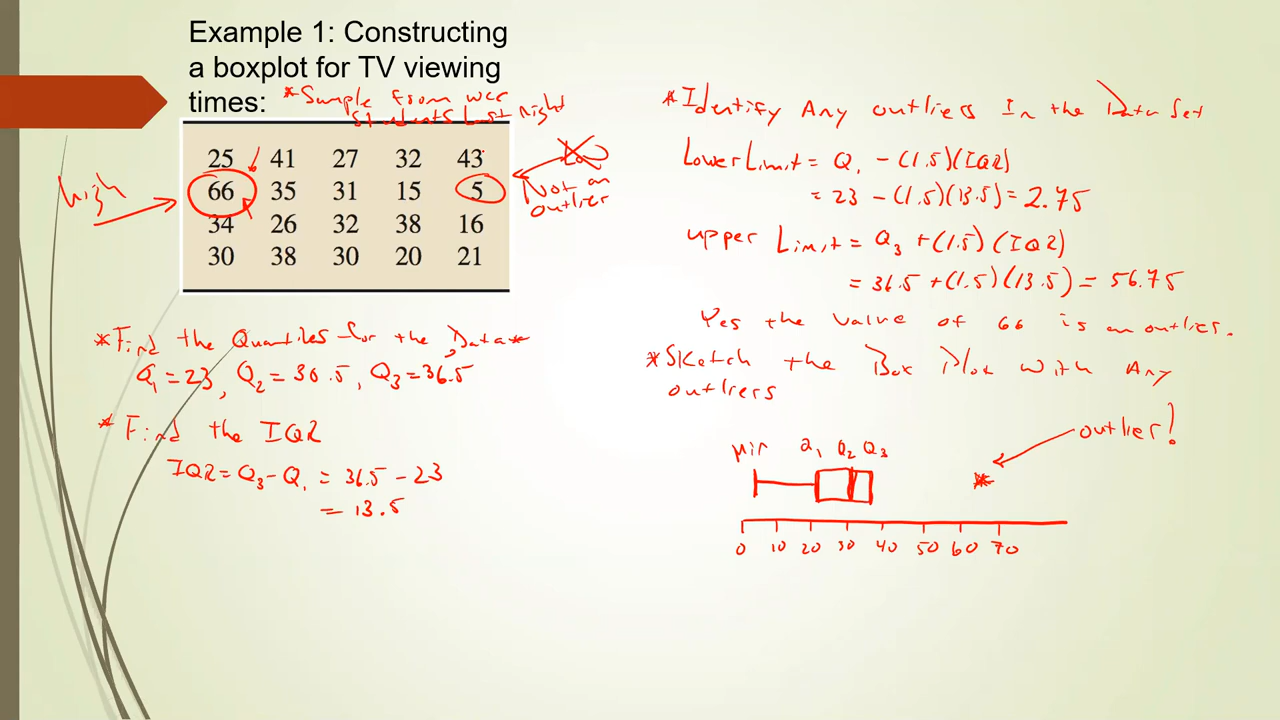 Example 1: Constructing
a boxplot for TV viewing
times:
*Sample from WCC
Students Last Night
25 41 27 32 43
66 35 31 15 5
34 26 32 38 16
30 38 30 20 21
high
Not an
outlier
*Find the Quantiles for the Data*
Q1 = 23, Q2 = 30.5, Q3 = 36.5
* Find the IQR
IQR = Q3 - Q1 = 36.5 - 23
= 13.5
*Identify Any outliers In the Data Set
Lower Limit = Q1 - (1.5)(IQR)
= 23 - (1.5)(13.5) = 2.75
upper Limit = Q3 + (1.5)(IQR)
= 36.5 + (1.5)(13.5) = 56.75
Yes the value of 66 is an outlier.
*Sketch the Box Plot with Any
outliers
outlier!
Min Q1 Q2 Q3
*
0 10 20 30 40 50 60 70